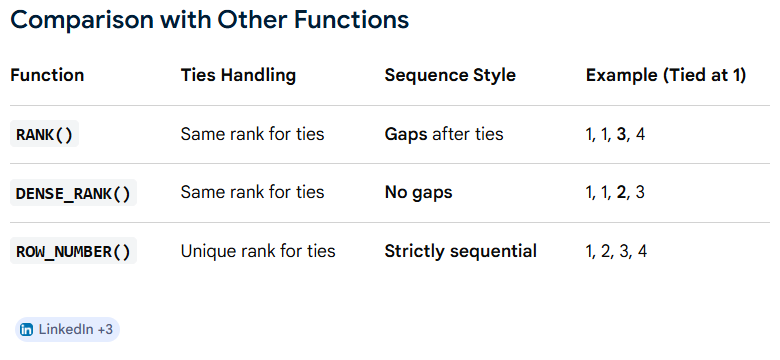 Comparison with Other Functions
Function Ties Handling Sequence Style Example (Tied at 1)
RANK() Same rank for ties Gaps after ties 1, 1, 3, 4
DENSE_RANK() Same rank for ties No gaps 1, 1, 2, 3
ROW_NUMBER() Unique rank for ties Strictly sequential 1, 2, 3, 4
in LinkedIn +3